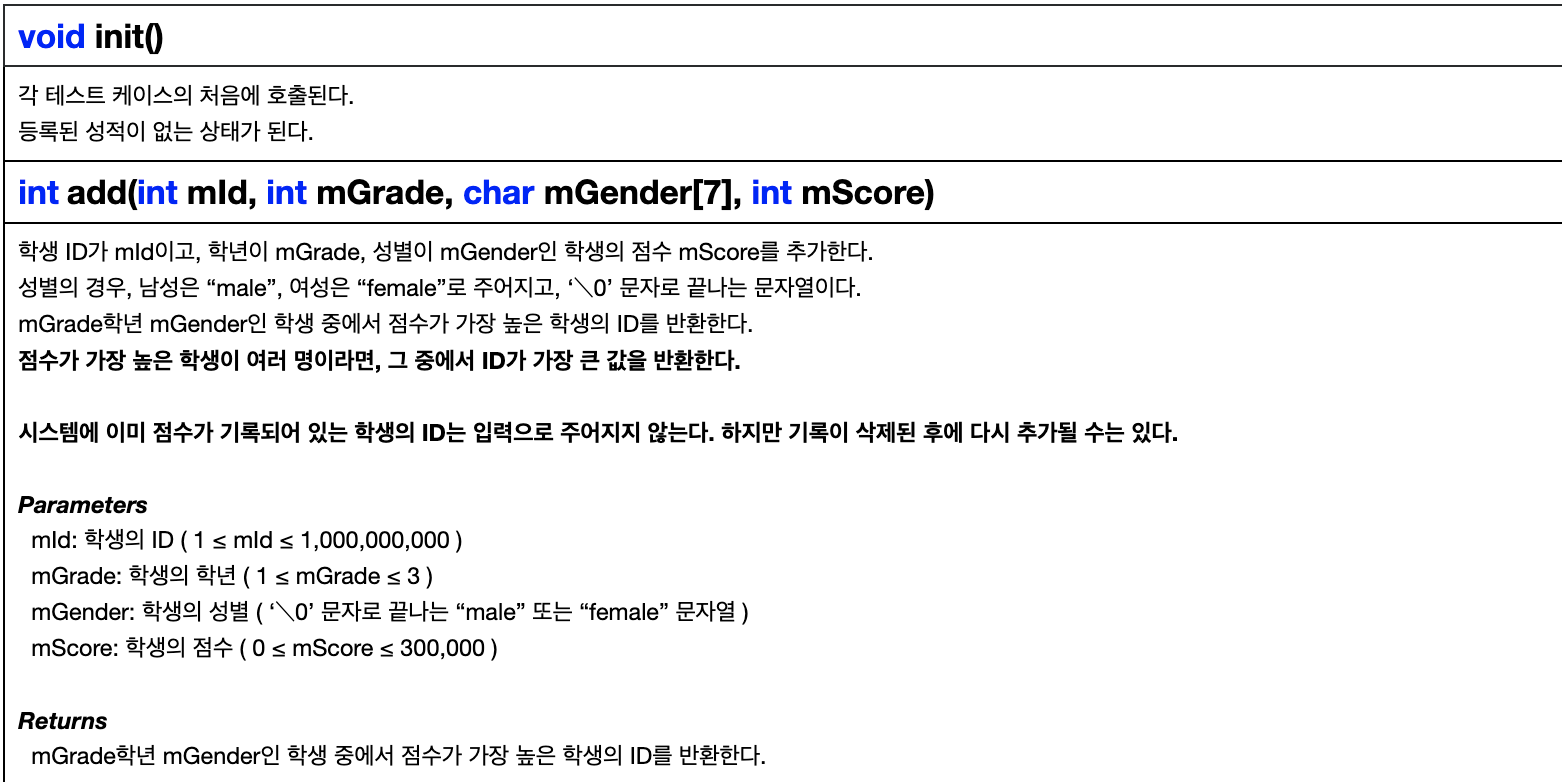 void init()
각 테스트 케이스의 처음에 호출된다.
등록된 성적이 없는 상태가 된다.
int add(int mId, int mGrade, char mGender[7], int mScore)
학생 ID가 mId이고, 학년이 mGrade, 성별이 mGender인 학생의 점수 mScore를 추가한다.
성별의 경우, 남성은 “male”, 여성은 “female”로 주어지고, ‘\0’ 문자로 끝나는 문자열이다.
mGrade학년 mGender인 학생 중에서 점수가 가장 높은 학생의 ID를 반환한다.
점수가 가장 높은 학생이 여러 명이라면, 그 중에서 ID가 가장 큰 값을 반환한다.
시스템에 이미 점수가 기록되어 있는 학생의 ID는 입력으로 주어지지 않는다. 하지만 기록이 삭제된 후에 다시 추가될 수는 있다.
Parameters
mId: 학생의 ID ( 1 ≤ mId ≤ 1,000,000,000 )
mGrade: 학생의 학년 ( 1 ≤ mGrade ≤ 3 )
mGender: 학생의 성별 ( ‘\0’ 문자로 끝나는 “male” 또는 “female” 문자열 )
mScore: 학생의 점수 ( 0 ≤ mScore ≤ 300,000 )
Returns
mGrade학년 mGender인 학생 중에서 점수가 가장 높은 학생의 ID를 반환한다.